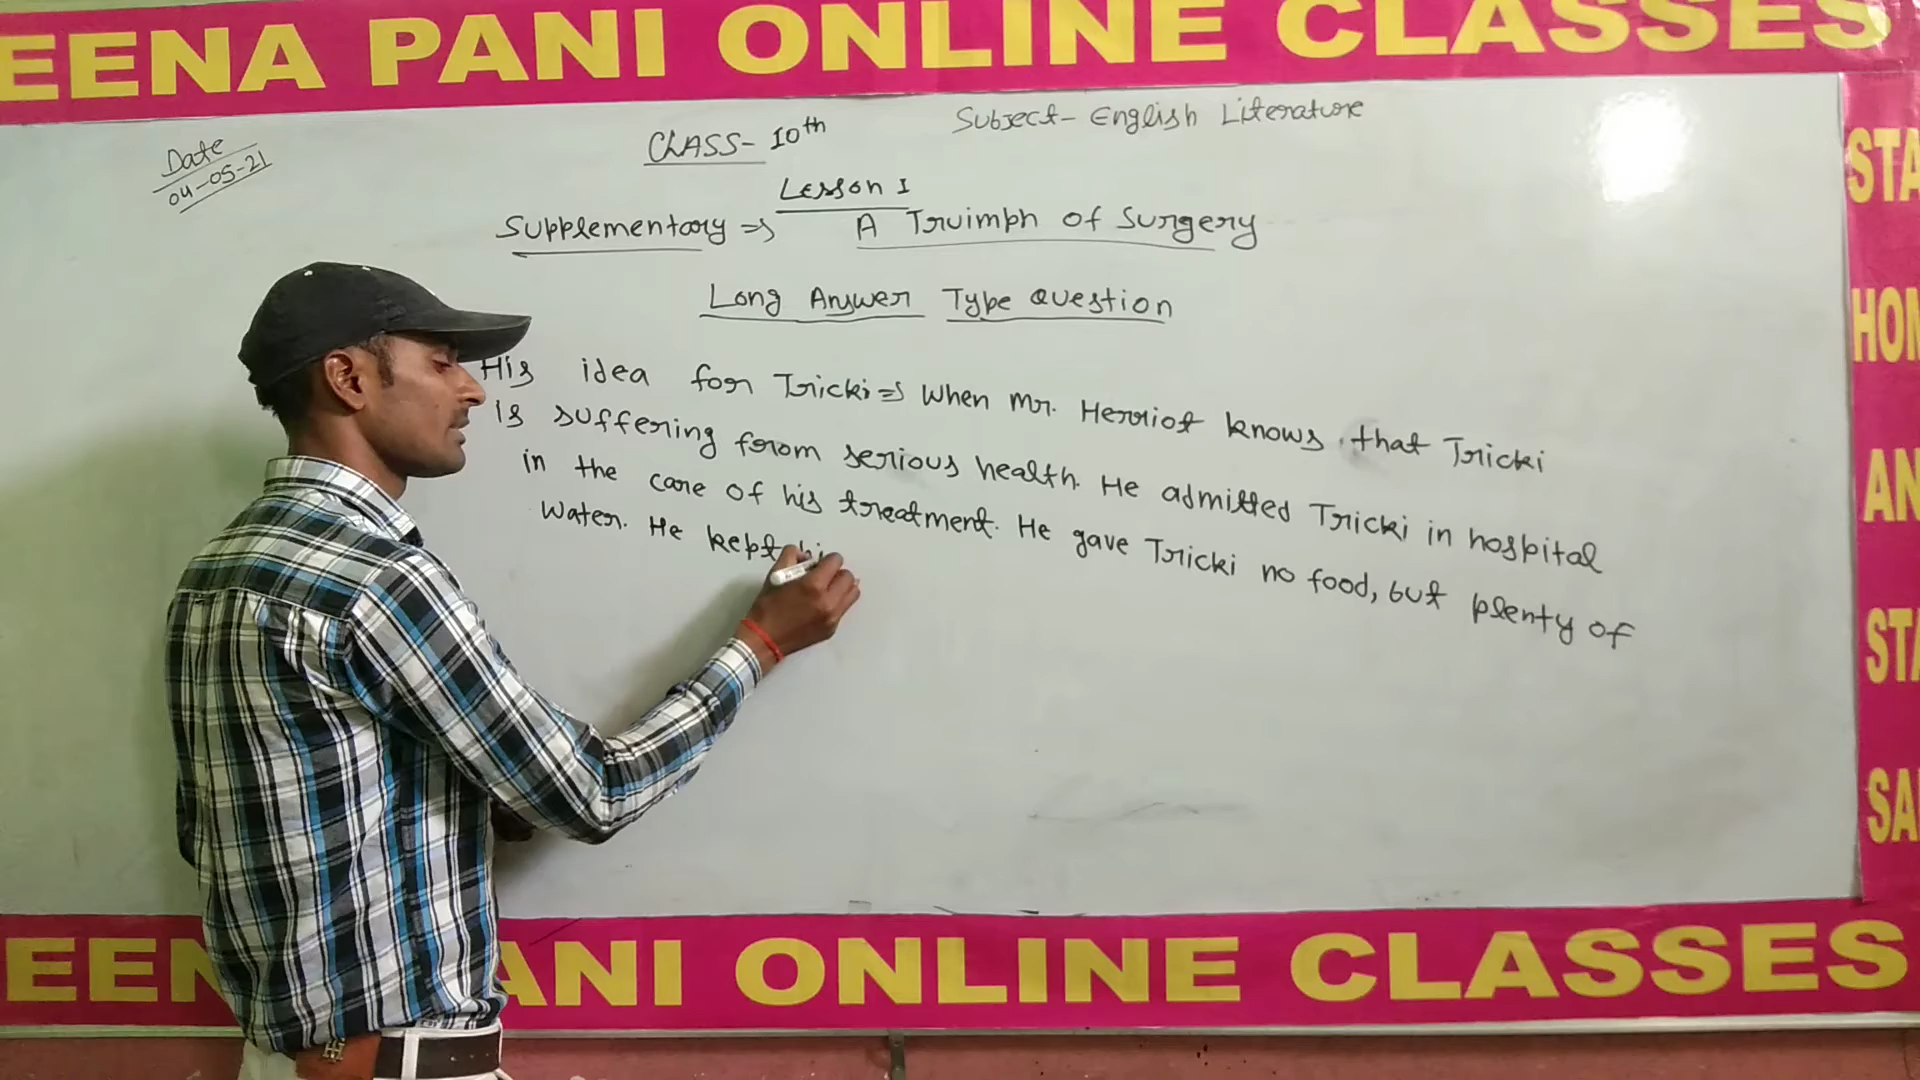 EENA PANI ONLINE CLASSES
Date
04-05-21
CLASS- 10th
Subject- English Literature
Lesson I
Supplementary => A Truimph of Surgery
Long Answer Type Question
His idea for Tricki => When Mr. Herriot knows that Tricki
is suffering from serious health. He admitted Tricki in hospital
in the care of his treatment. He gave Tricki no food, but plenty of
Water. He kept hi
STA
HOM
AN
STA
SA
EEN ANI ONLINE CLASSES